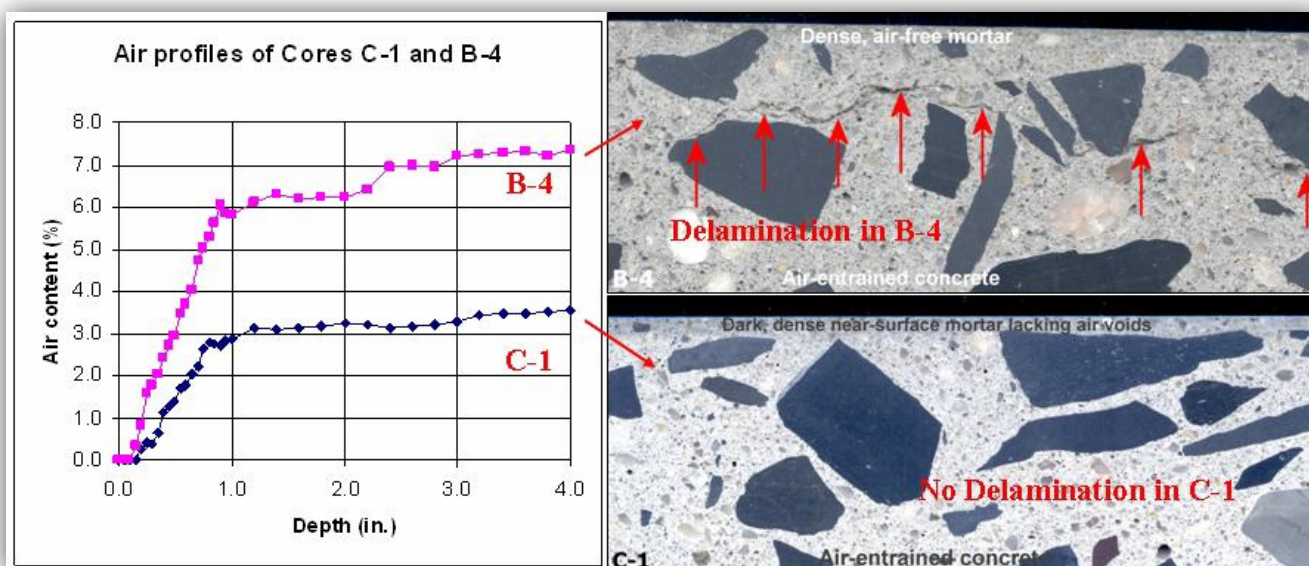 Air profiles of Cores C-1 and B-4
8.0
7.0
6.0
5.0
4.0
3.0
2.0
1.0
0.0
Air content (%)
B-4
C-1
0.0 1.0 2.0 3.0 4.0
Depth (in.)
Dense, air-free mortar
Delamination in B-4
B-4
Air-entrained concrete
Dark, dense near-surface mortar lacking air voids
No Delamination in C-1
C-1
Air-entrained concrete